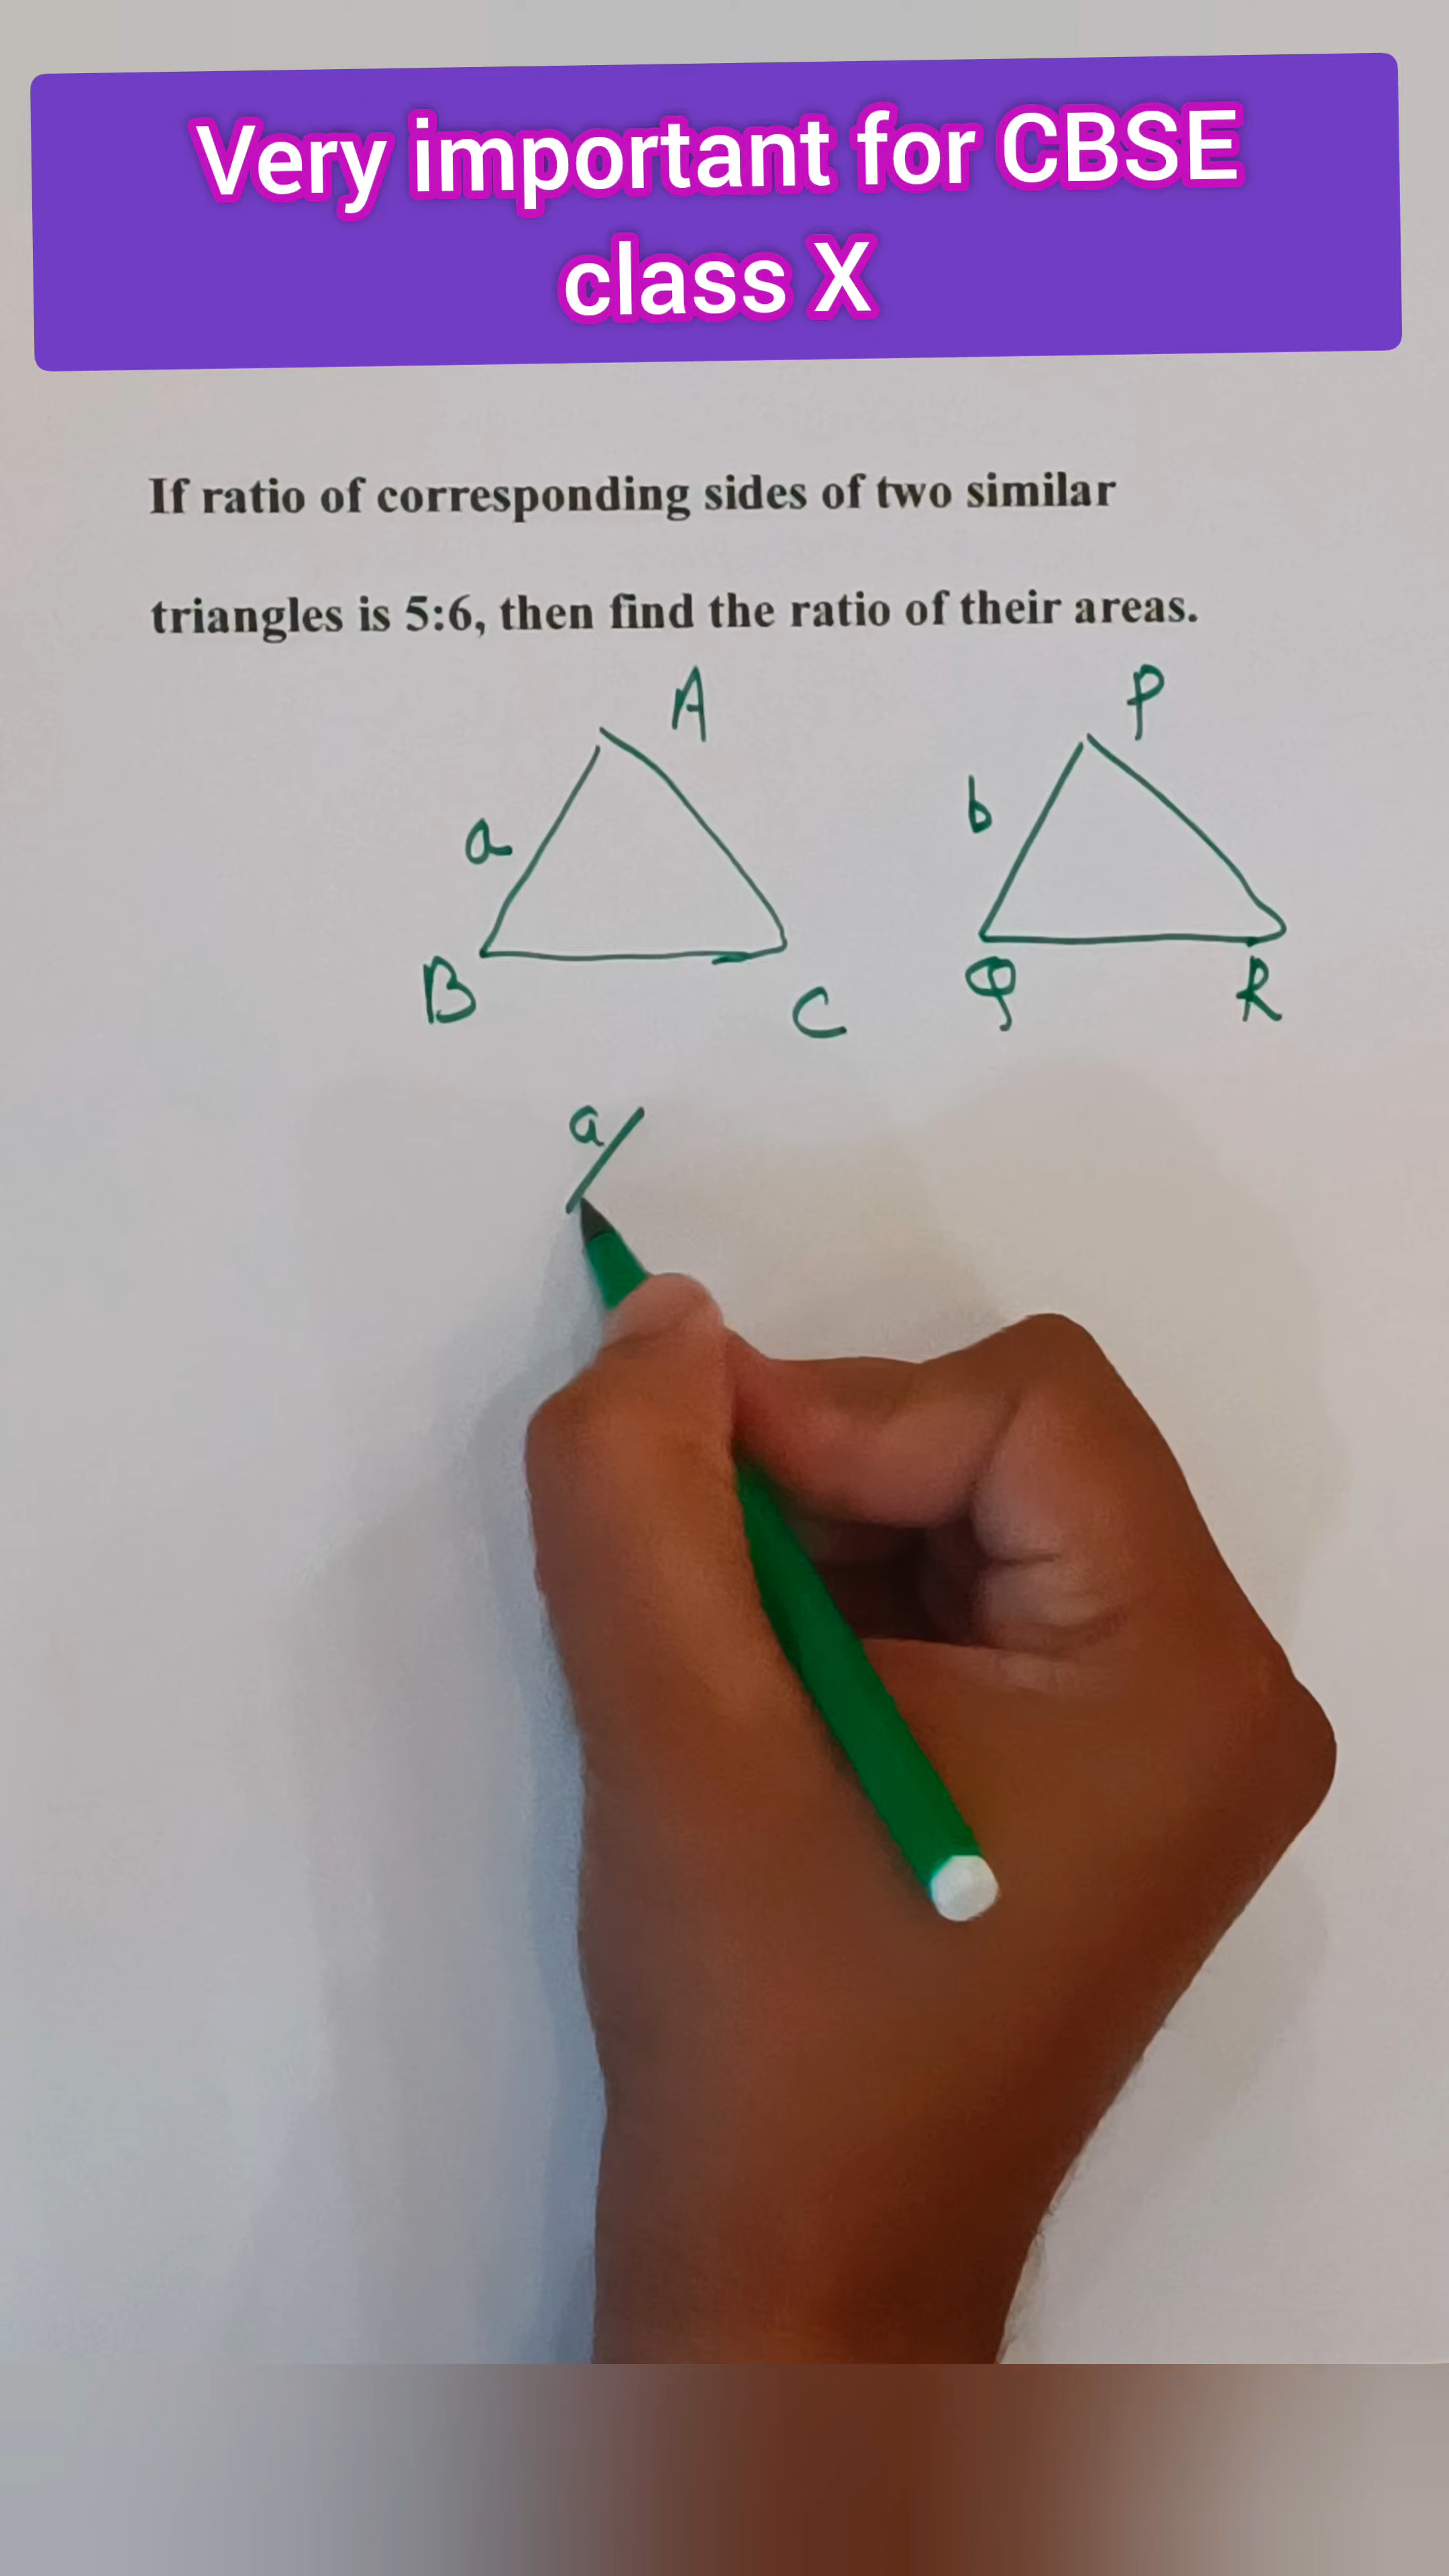 Very important for CBSE
class X
If ratio of corresponding sides of two similar
triangles is 5:6, then find the ratio of their areas.
A
P
a
b
B
C
Q
R
a/